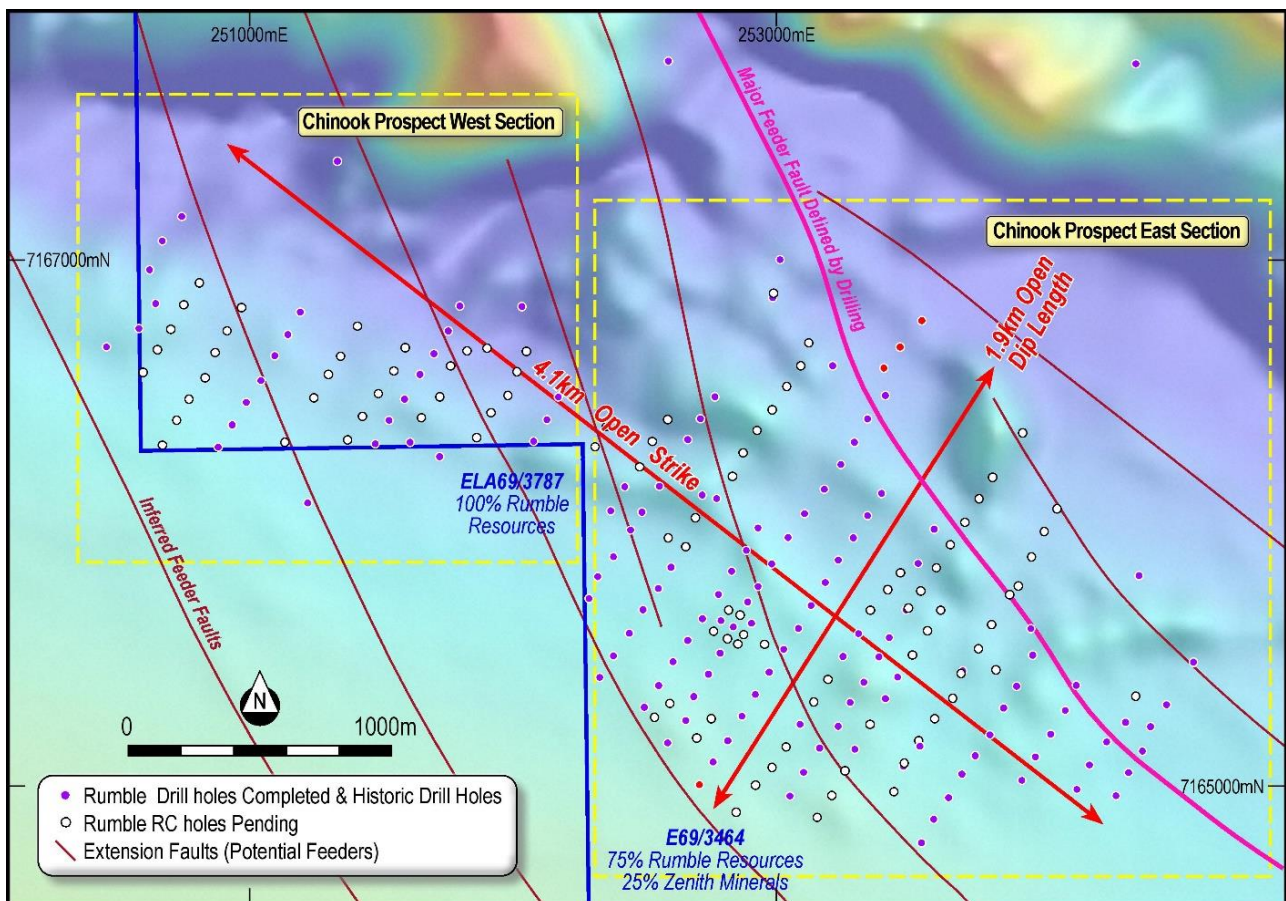 251000mE
253000mE
Chinook Prospect West Section
Major Feeder Fault Defined by Drilling
Chinook Prospect East Section
7167000mN
1.9km Open
Dip Length
4.1km Open Strike
ELA69/3787
100% Rumble
Resources
Inferred Feeder Faults
N
0
1000m
Rumble Drill holes Completed & Historic Drill Holes
Rumble RC holes Pending
Extension Faults (Potential Feeders)
7165000mN
E69/3464
75% Rumble Resources
25% Zenith Minerals